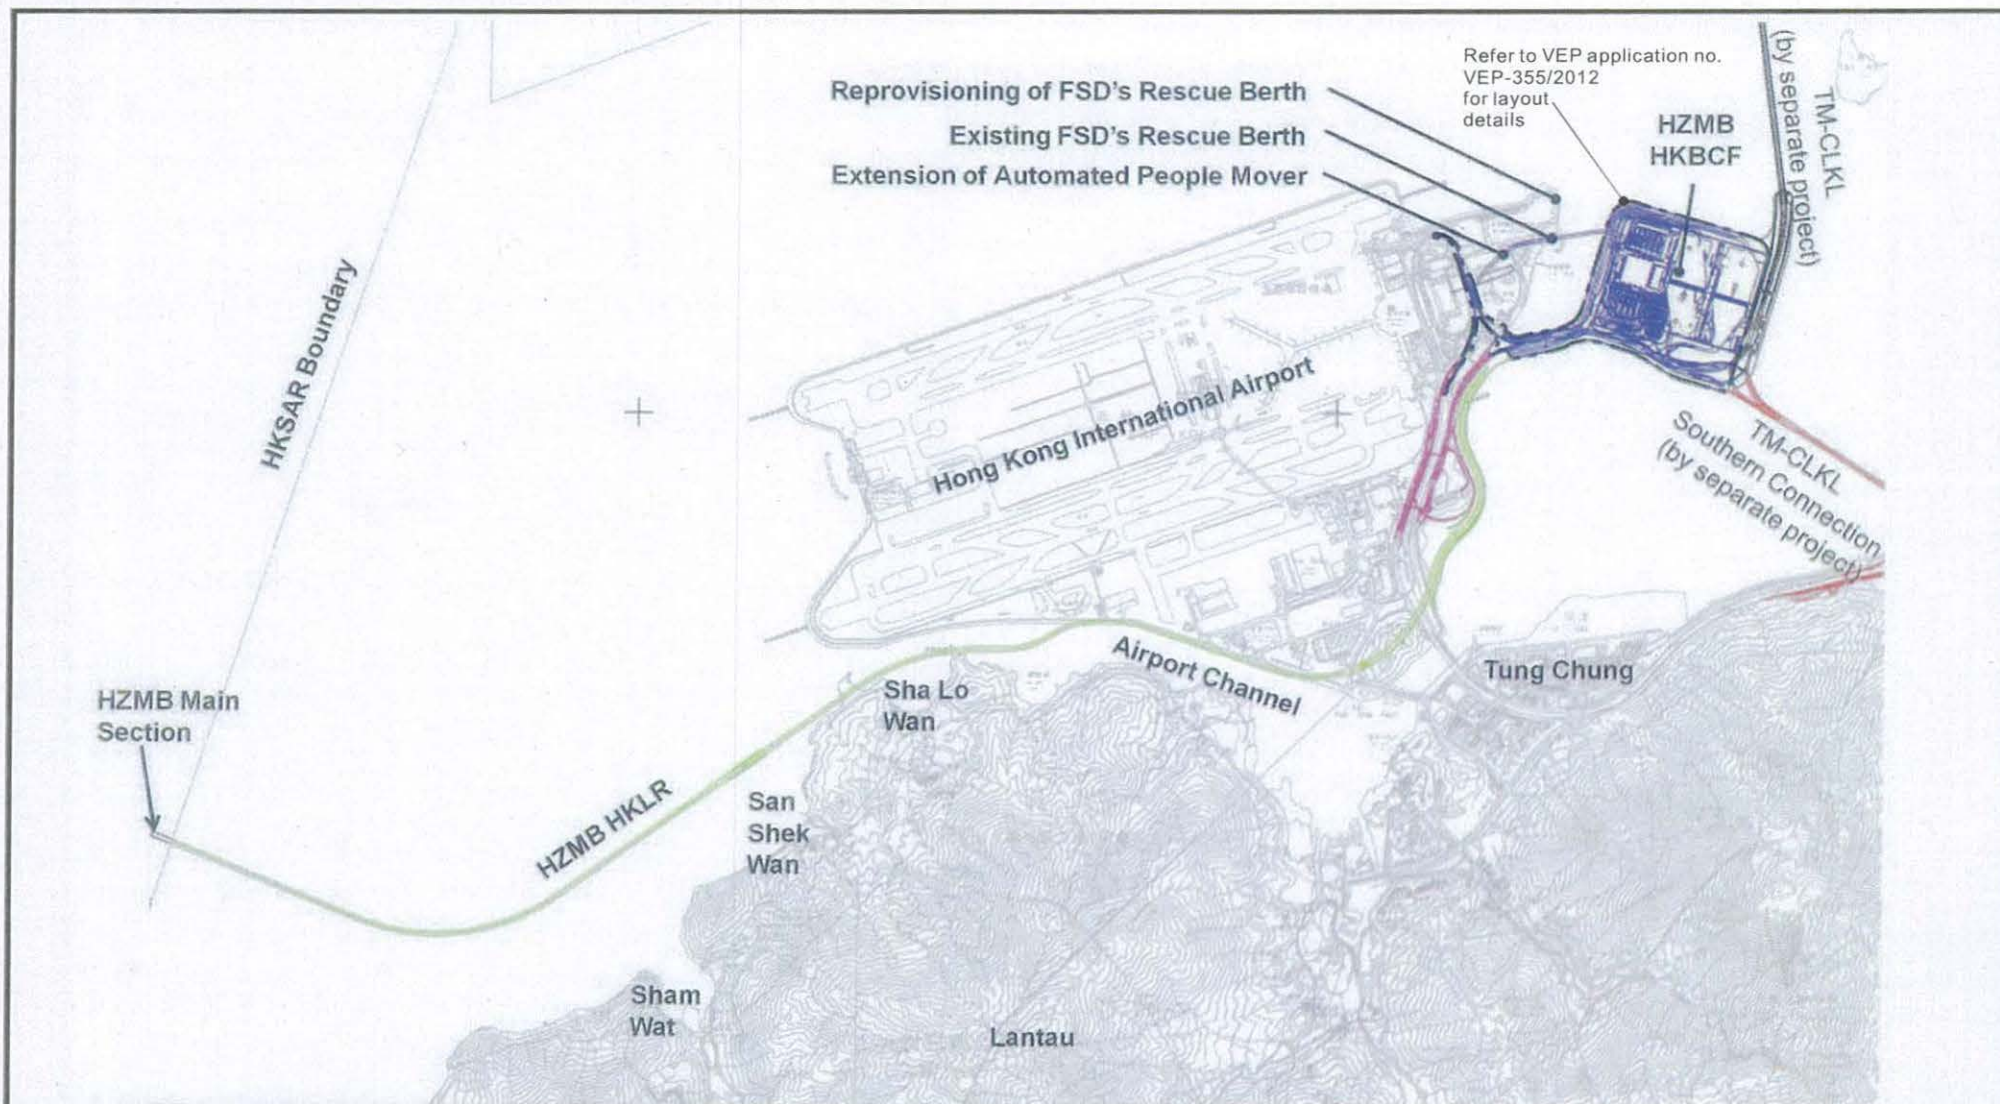 Refer to VEP application no.
VEP-355/2012
for layout
details
Reprovisioning of FSD's Rescue Berth
Existing FSD's Rescue Berth
Extension of Automated People Mover
HZMB
HKBCF
TM-CLKL
(by separate project)
HKSAR Boundary
Hong Kong International Airport
TM-CLKL
Southern Connection
(by separate project)
Airport Channel
Tung Chung
Sha Lo
Wan
HZMB Main
Section
HZMB HKLR
San
Shek
Wan
Sham
Wat
Lantau